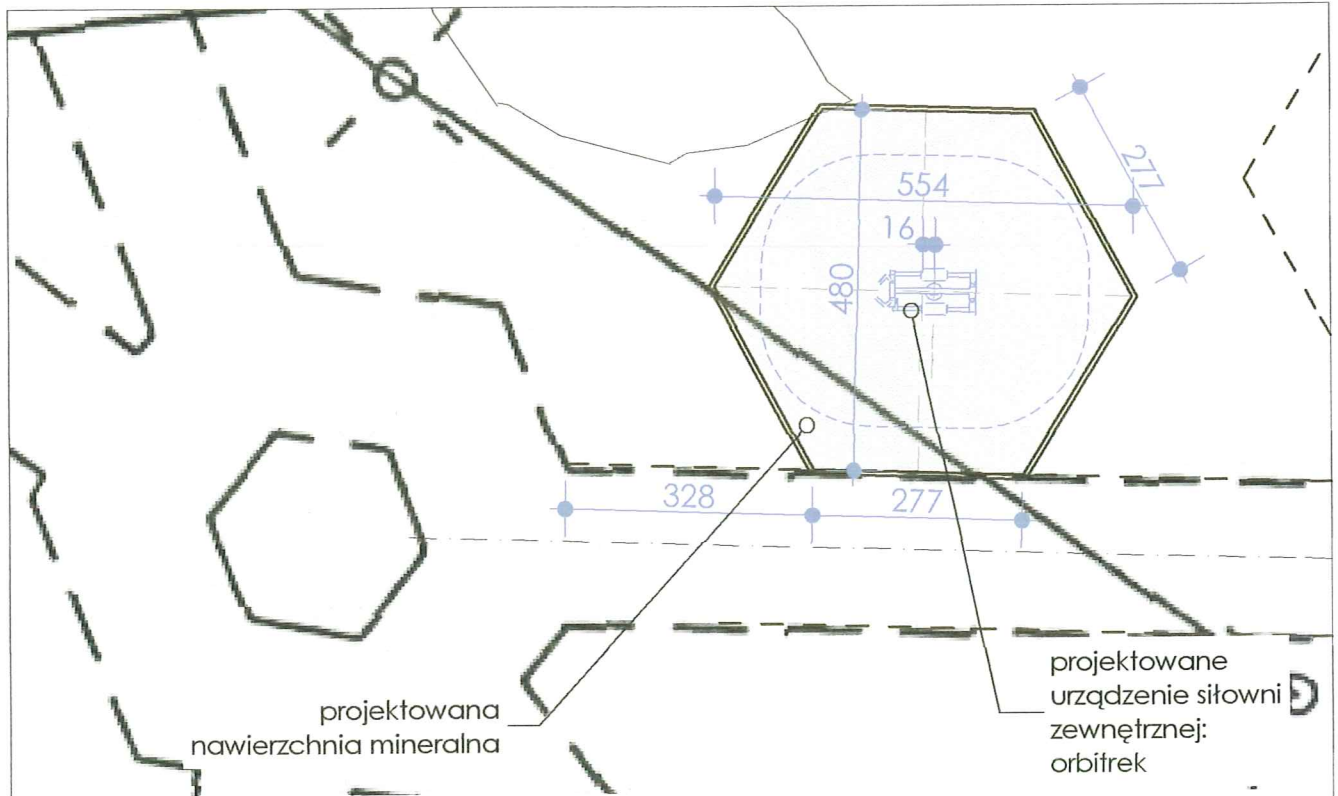 277
554
16
480
328
277
projektowane
urządzenie siłowni
zewnętrznej:
orbitrek
projektowana
nawierzchnia mineralna